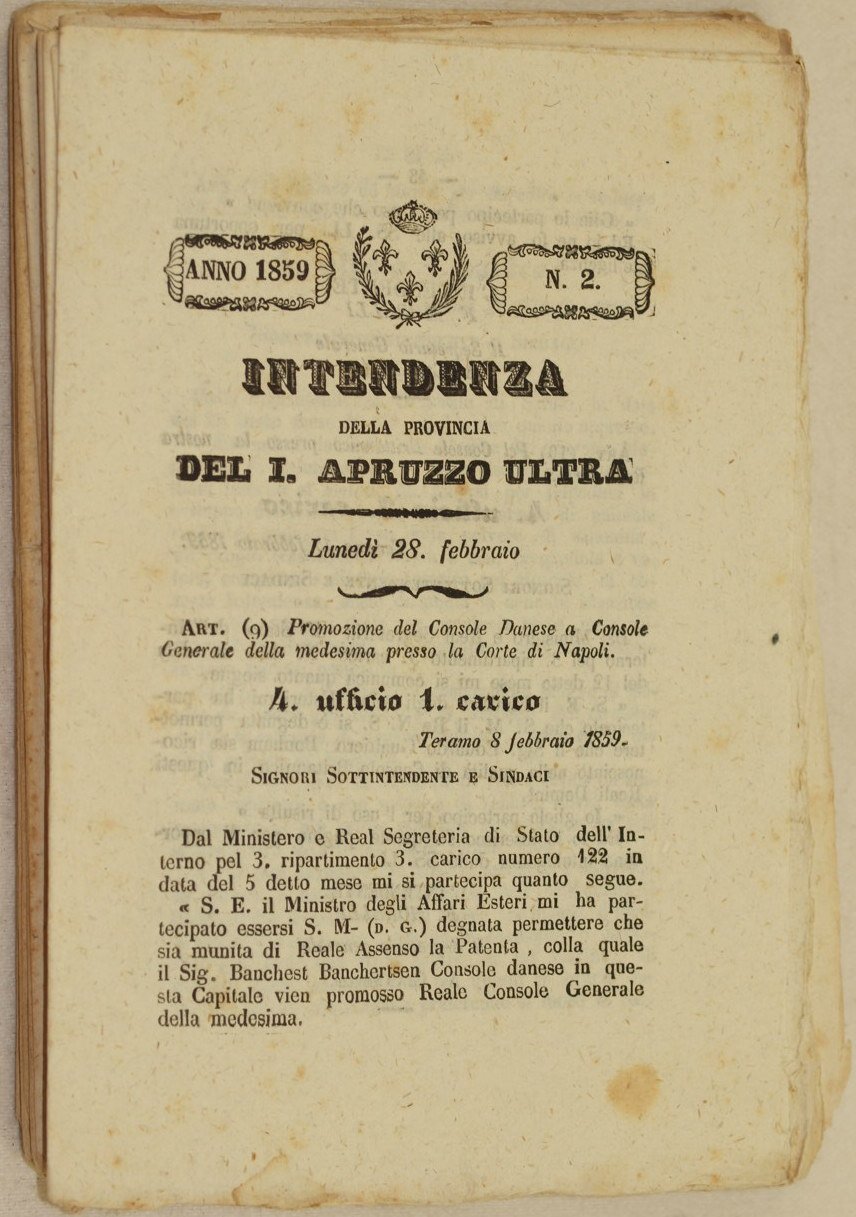 ANNO 1859
N. 2.
INTENDENZA
DELLA PROVINCIA
DEL I. APRUZZO ULTRA
Lunedì 28. febbraio
ART. (9) Promozione del Console Danese a Console
Generale della medesima presso la Corte di Napoli.
4. ufficio 1. carico
Teramo 8 febbraio 1859.
SIGNORI SOTTINTENDENTE E SINDACI
Dal Ministero e Real Segreteria di Stato dell' In-
terno pel 3. ripartimento 3. carico numero 122 in
data del 5 detto mese mi si partecipa quanto segue.
« S. E. il Ministro degli Affari Esteri mi ha par-
tecipato essersi S. M- (D. G.) degnata permettere che
sia munita di Reale Assenso la Patenta , colla quale
il Sig. Banchest Banchertsen Console danese in que-
sta Capitale vien promosso Reale Console Generale
della medesima.